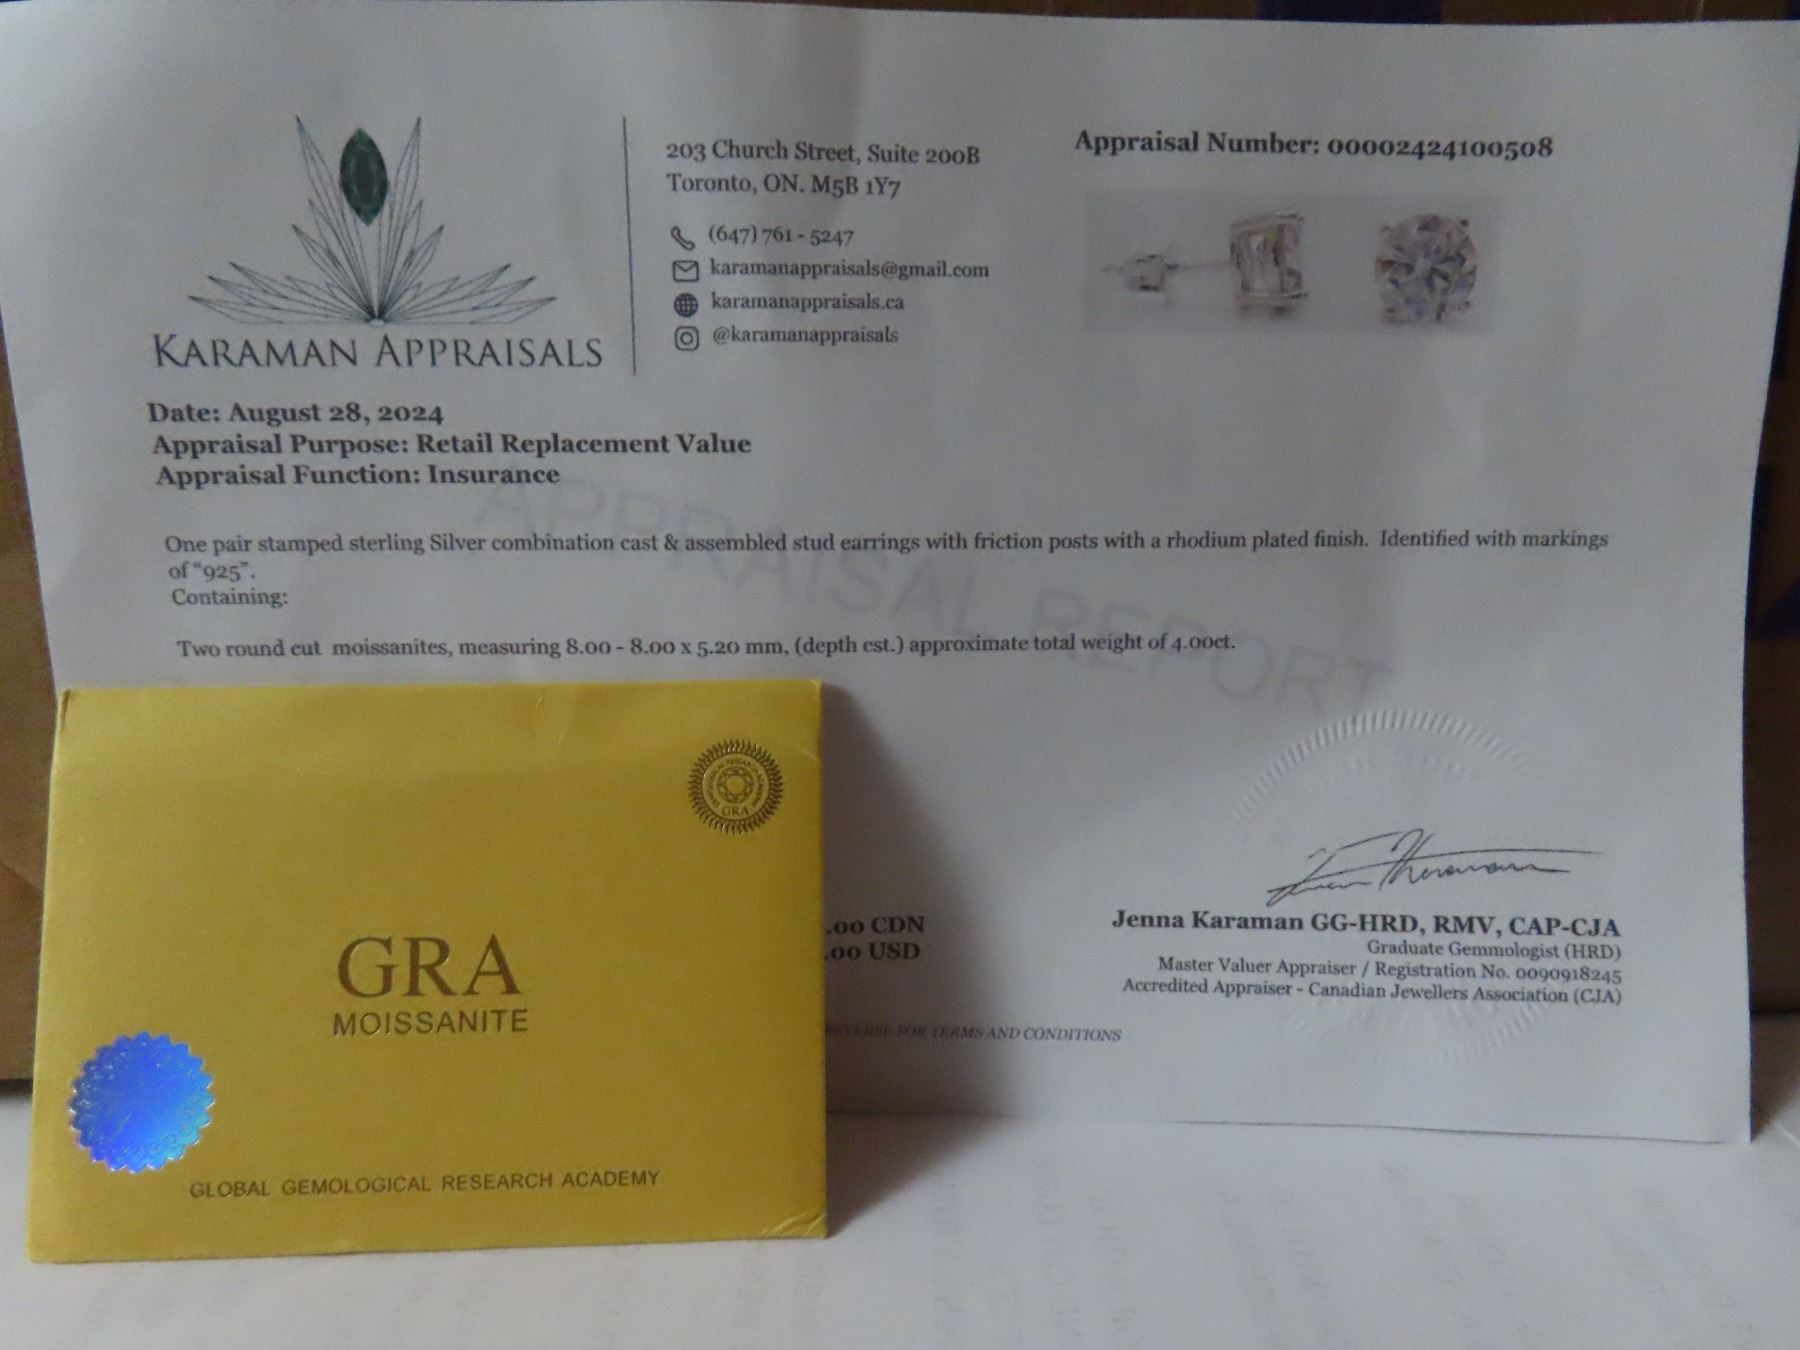 KARAMAN APPRAISALS
203 Church Street, Suite 200B
Toronto, ON. M5B 1Y7
(647) 761 - 5247
karamanappraisals@gmail.com
karamanappraisals.ca
@karamanappraisals
Appraisal Number: 00002424100508
Date: August 28, 2024
Appraisal Purpose: Retail Replacement Value
Appraisal Function: Insurance
APPRAISAL REPORT
One pair stamped sterling Silver combination cast & assembled stud earrings with friction posts with a rhodium plated finish. Identified with markings
of "925".
Containing:
Two round cut moissanites, measuring 8.00 - 8.00 x 5.20 mm, (depth est.) approximate total weight of 4.00ct.
.00 CDN
.00 USD
Jenna Karaman GG-HRD, RMV, CAP-CJA
Graduate Gemmologist (HRD)
Master Valuer Appraiser / Registration No. 0090918245
Accredited Appraiser - Canadian Jewellers Association (CJA)
REVERSE FOR TERMS AND CONDITIONS
GRA
GRA
MOISSANITE
GLOBAL GEMOLOGICAL RESEARCH ACADEMY